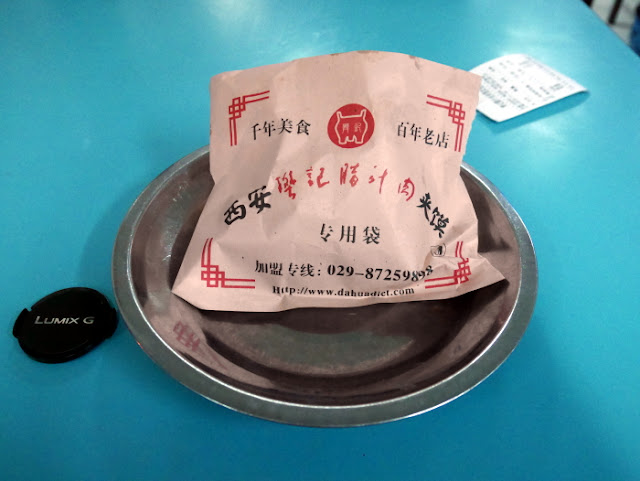 千年美食
百年老店
西安樊記腊汁肉夹馍
专用袋
加盟专线：029-87259898
Http://www.dahuadiet.com
LUMIX G